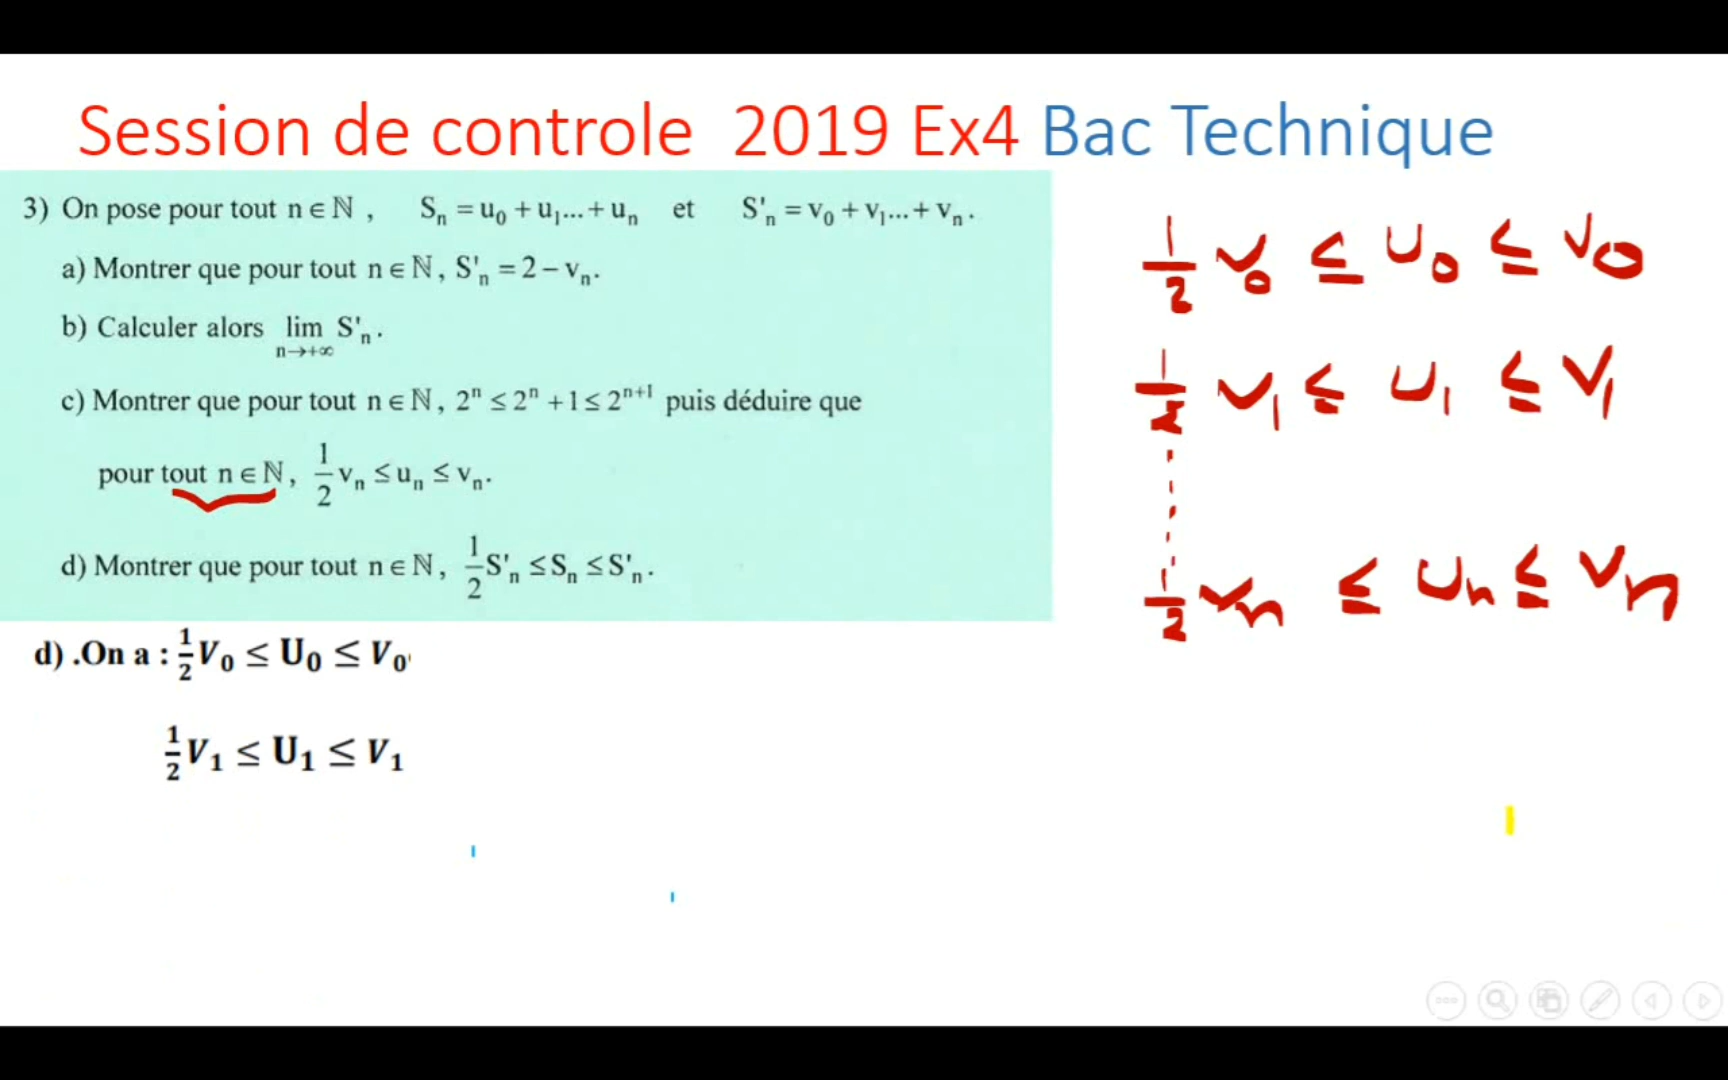 Session de controle 2019 Ex4 Bac Technique
3) On pose pour tout n ∈ ℕ , Sₙ = u₀ + u₁... + uₙ et S'ₙ = v₀ + v₁... + vₙ .
a) Montrer que pour tout n ∈ ℕ , S'ₙ = 2 − vₙ.
b) Calculer alors lim S'ₙ .
n→+∞
c) Montrer que pour tout n ∈ ℕ , 2ⁿ ≤ 2ⁿ +1 ≤ 2ⁿ⁺¹ puis déduire que
pour tout n ∈ ℕ , 1/2 vₙ ≤ uₙ ≤ vₙ.
d) Montrer que pour tout n ∈ ℕ , 1/2 S'ₙ ≤ Sₙ ≤ S'ₙ .
d) .On a : 1/2 V₀ ≤ U₀ ≤ V₀
1/2 V₁ ≤ U₁ ≤ V₁
1/2 v₀ ≤ u₀ ≤ v₀
1/2 v₁ ≤ u₁ ≤ v₁
1/2 vₙ ≤ uₙ ≤ vₙ